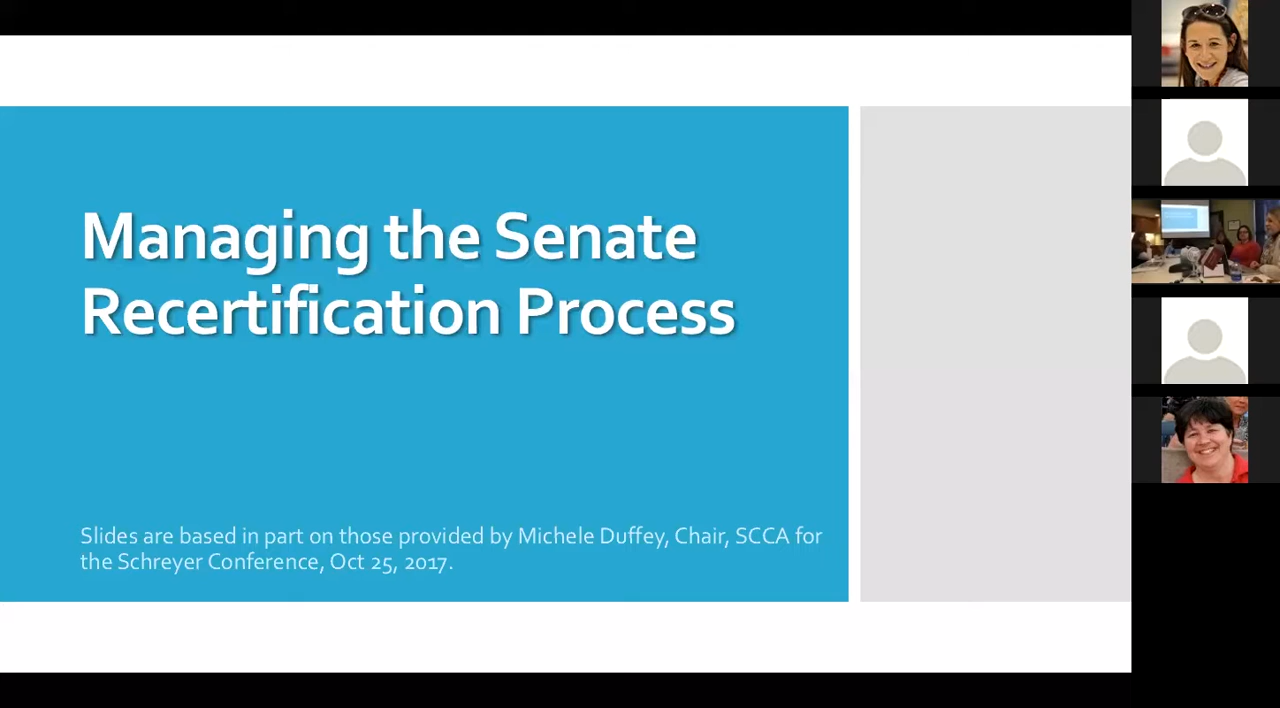 Managing the Senate
Recertification Process
Slides are based in part on those provided by Michele Duffey, Chair, SCCA for
the Schreyer Conference, Oct 25, 2017.